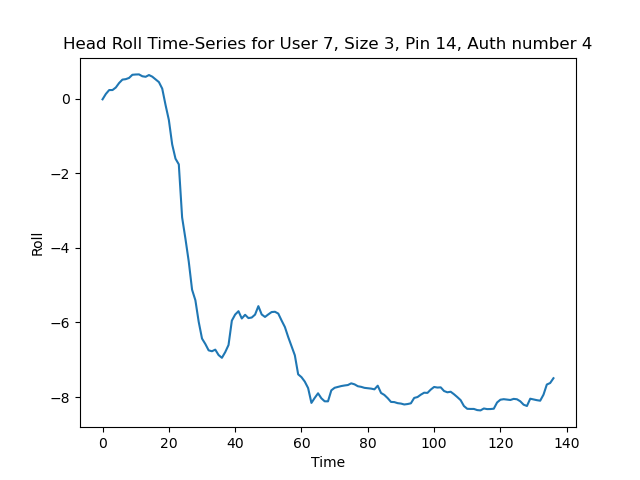 Head Roll Time-Series for User 7, Size 3, Pin 14, Auth number 4
0
−2
−4
−6
−8
Roll
0 20 40 60 80 100 120 140
Time